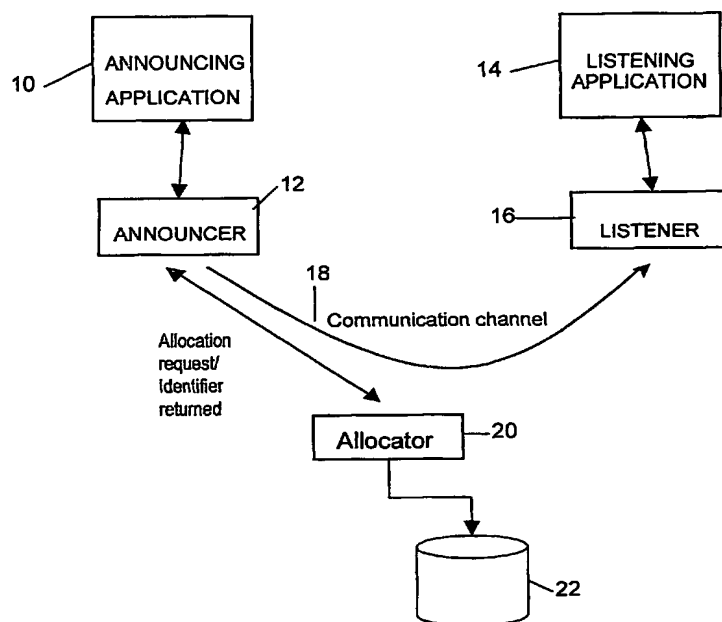 10
ANNOUNCING
APPLICATION
14
LISTENING
APPLICATION
12
ANNOUNCER
16
LISTENER
18
Communication channel
Allocation
request/
Identifier
returned
Allocator
20
22